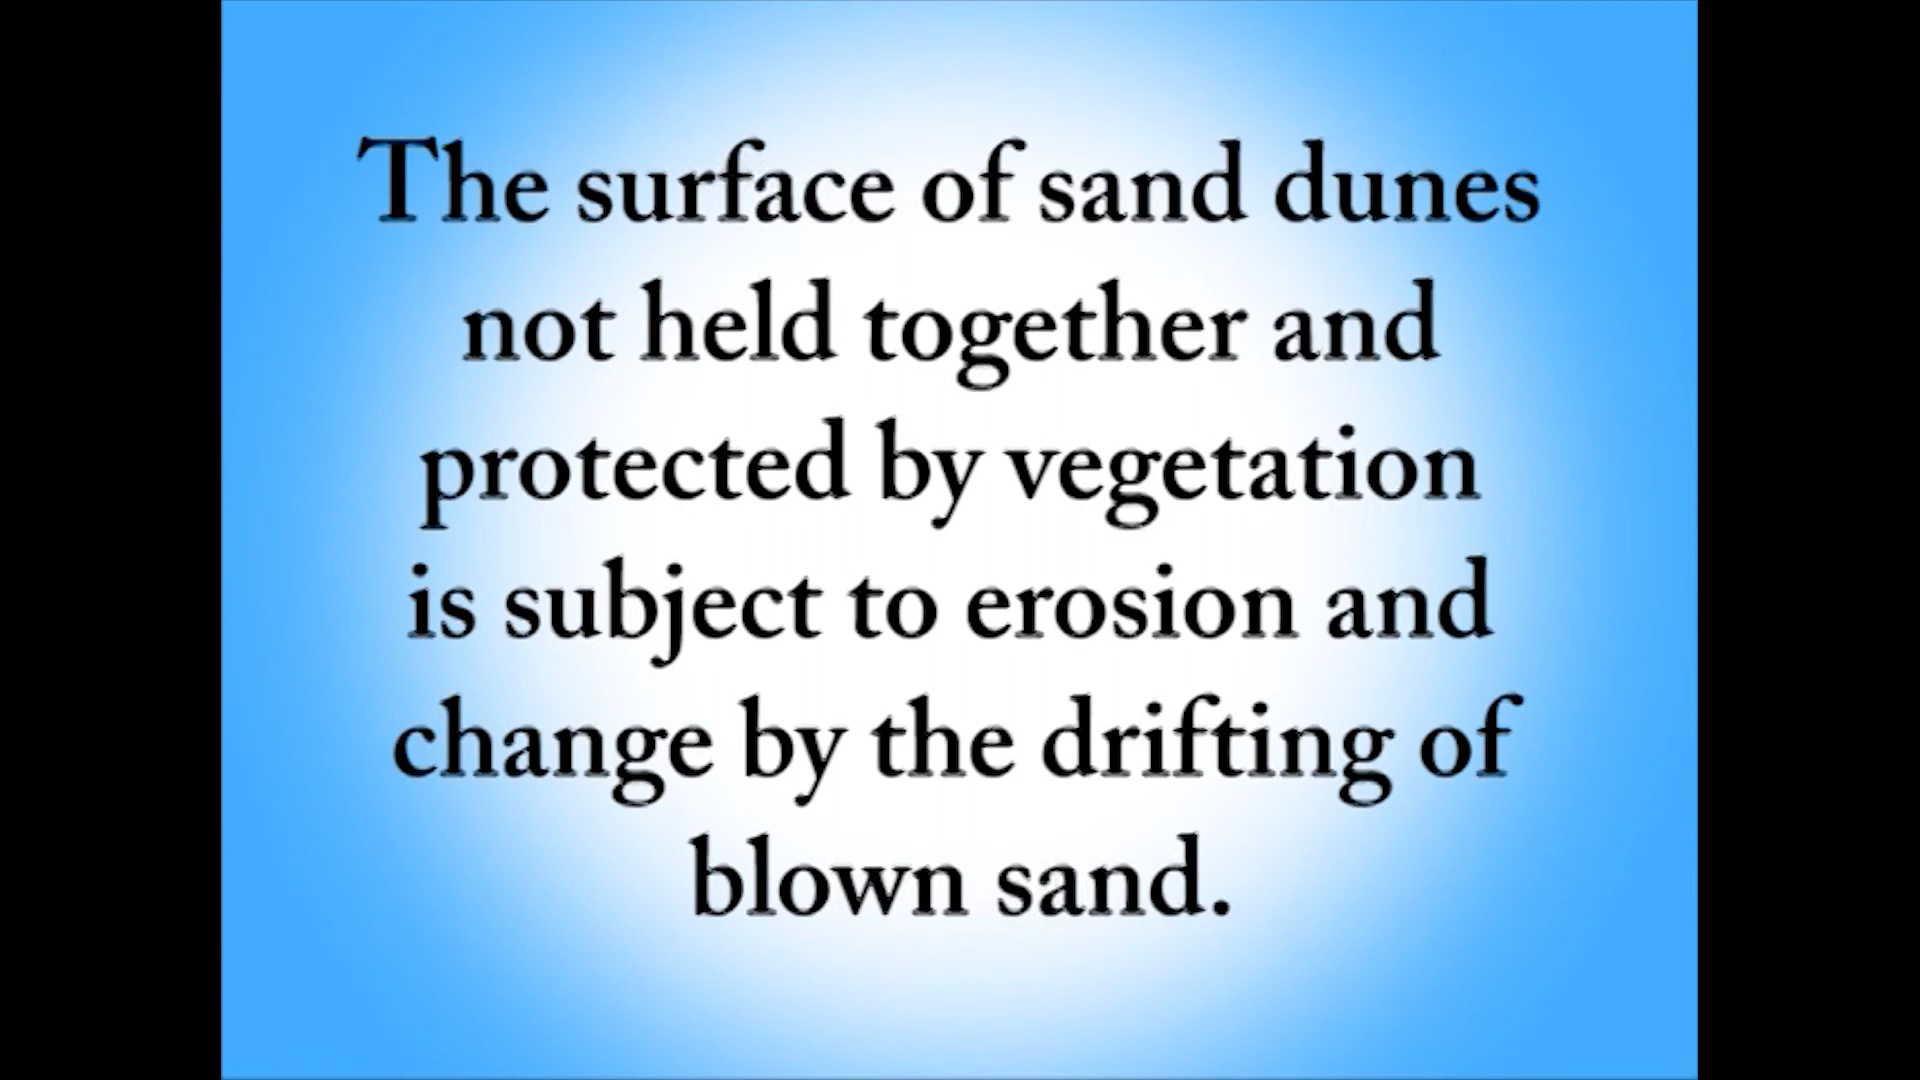 The surface of sand dunes
not held together and
protected by vegetation
is subject to erosion and
change by the drifting of
blown sand.